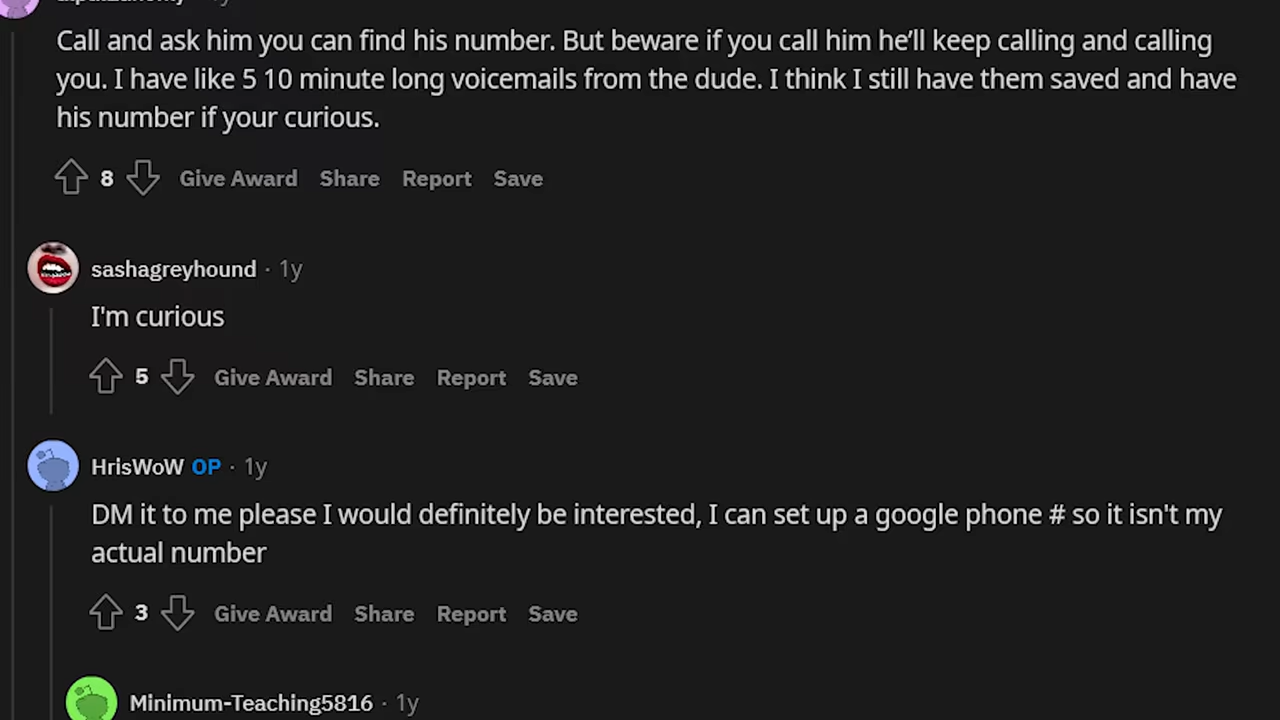 Call and ask him you can find his number. But beware if you call him he’ll keep calling and calling
you. I have like 5 10 minute long voicemails from the dude. I think I still have them saved and have
his number if your curious.
8 Give Award Share Report Save
sashagreyhound · 1y
I'm curious
5 Give Award Share Report Save
HrisWoW OP · 1y
DM it to me please I would definitely be interested, I can set up a google phone # so it isn't my
actual number
3 Give Award Share Report Save
Minimum-Teaching5816 · 1y